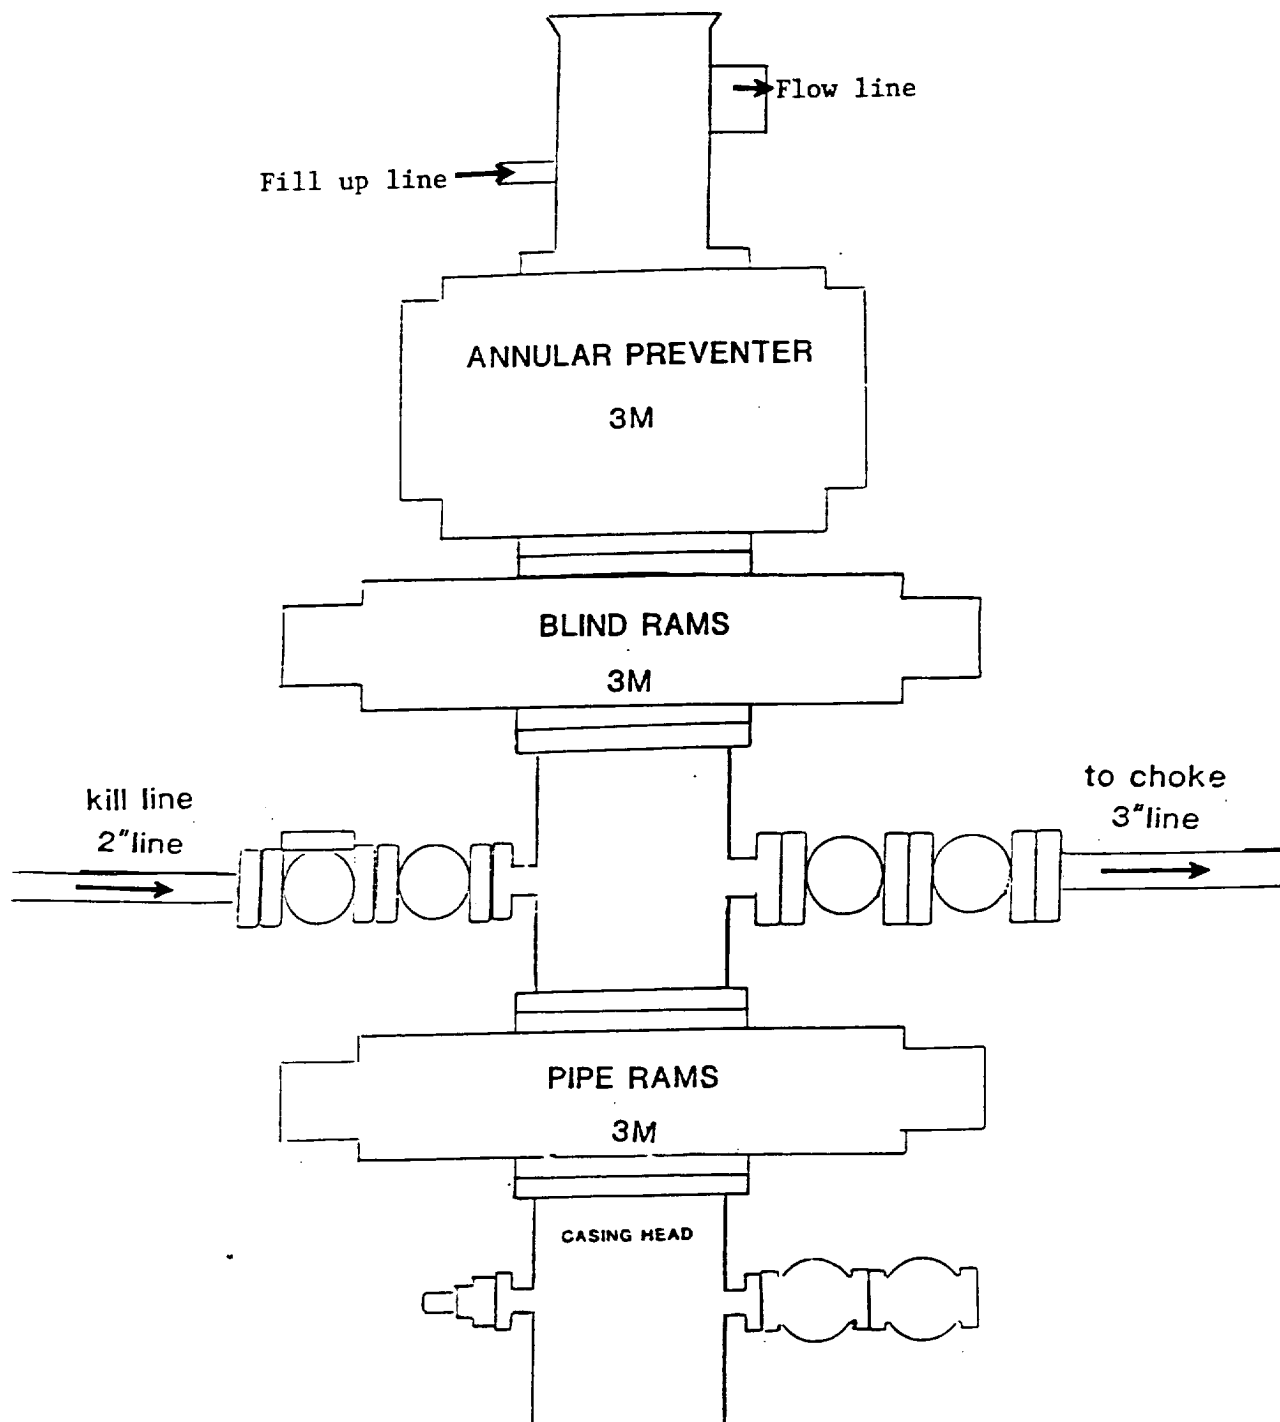 Flow line
Fill up line
ANNULAR PREVENTER
3M
BLIND RAMS
3M
kill line
2"line
to choke
3"line
PIPE RAMS
3M
CASING HEAD